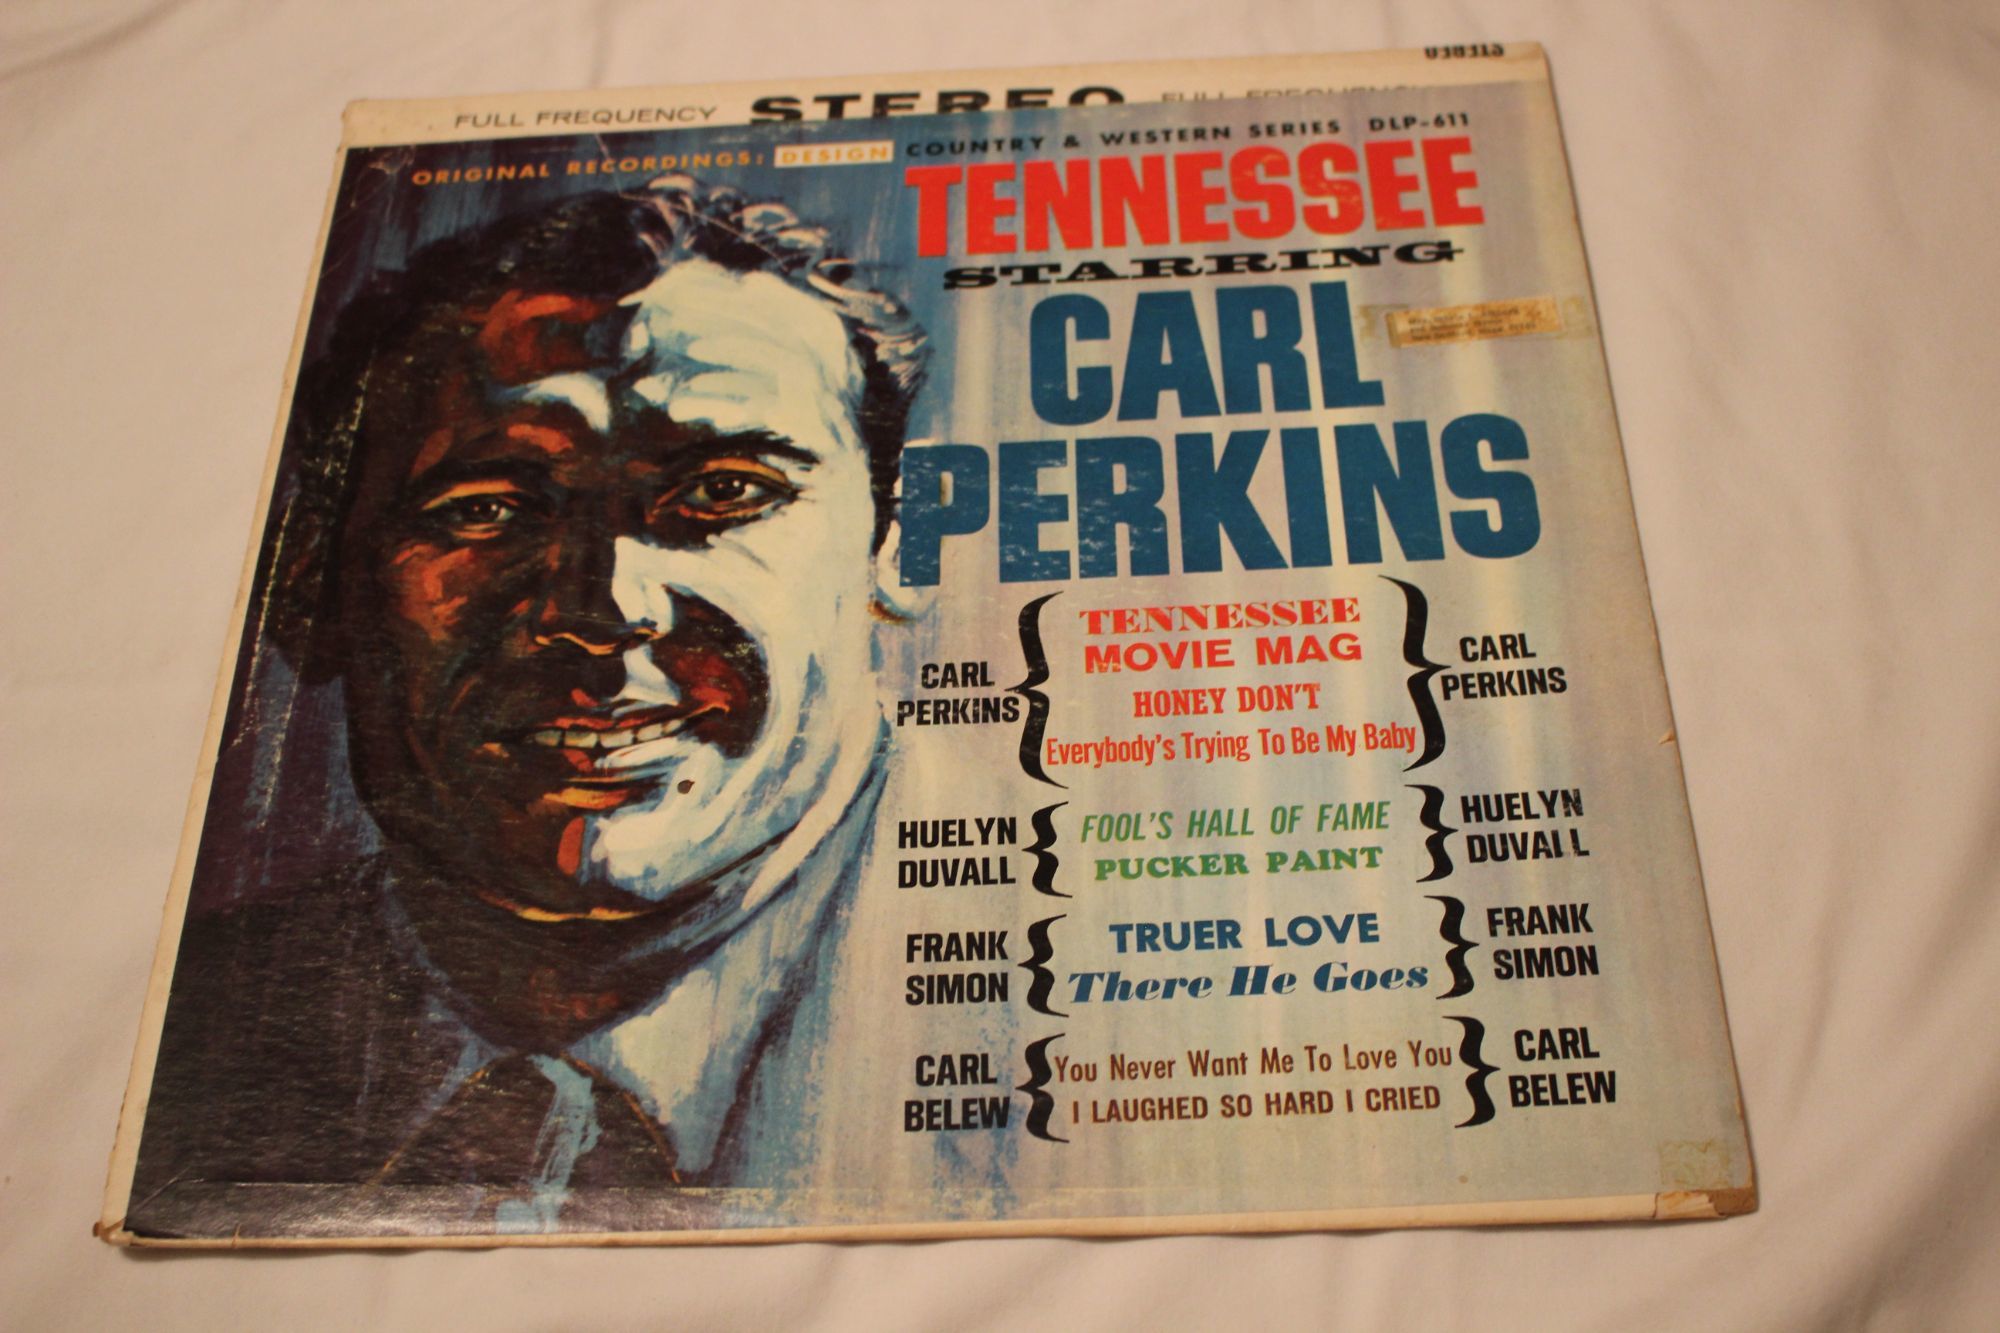 STEREO
FULL FREQUENCY STEREO FULL FREQUENCY
ORIGINAL RECORDINGS: DESIGN COUNTRY & WESTERN SERIES DLP-611
TENNESSEE
STARRING
CARL
PERKINS
CARL
PERKINS
TENNESSEE
MOVIE MAG
HONEY DON'T
Everybody's Trying To Be My Baby
CARL
PERKINS
HUELYN
DUVALL
FOOL'S HALL OF FAME
PUCKER PAINT
HUELYN
DUVALL
FRANK
SIMON
TRUER LOVE
There He Goes
FRANK
SIMON
CARL
BELEW
You Never Want Me To Love You
I LAUGHED SO HARD I CRIED
CARL
BELEW